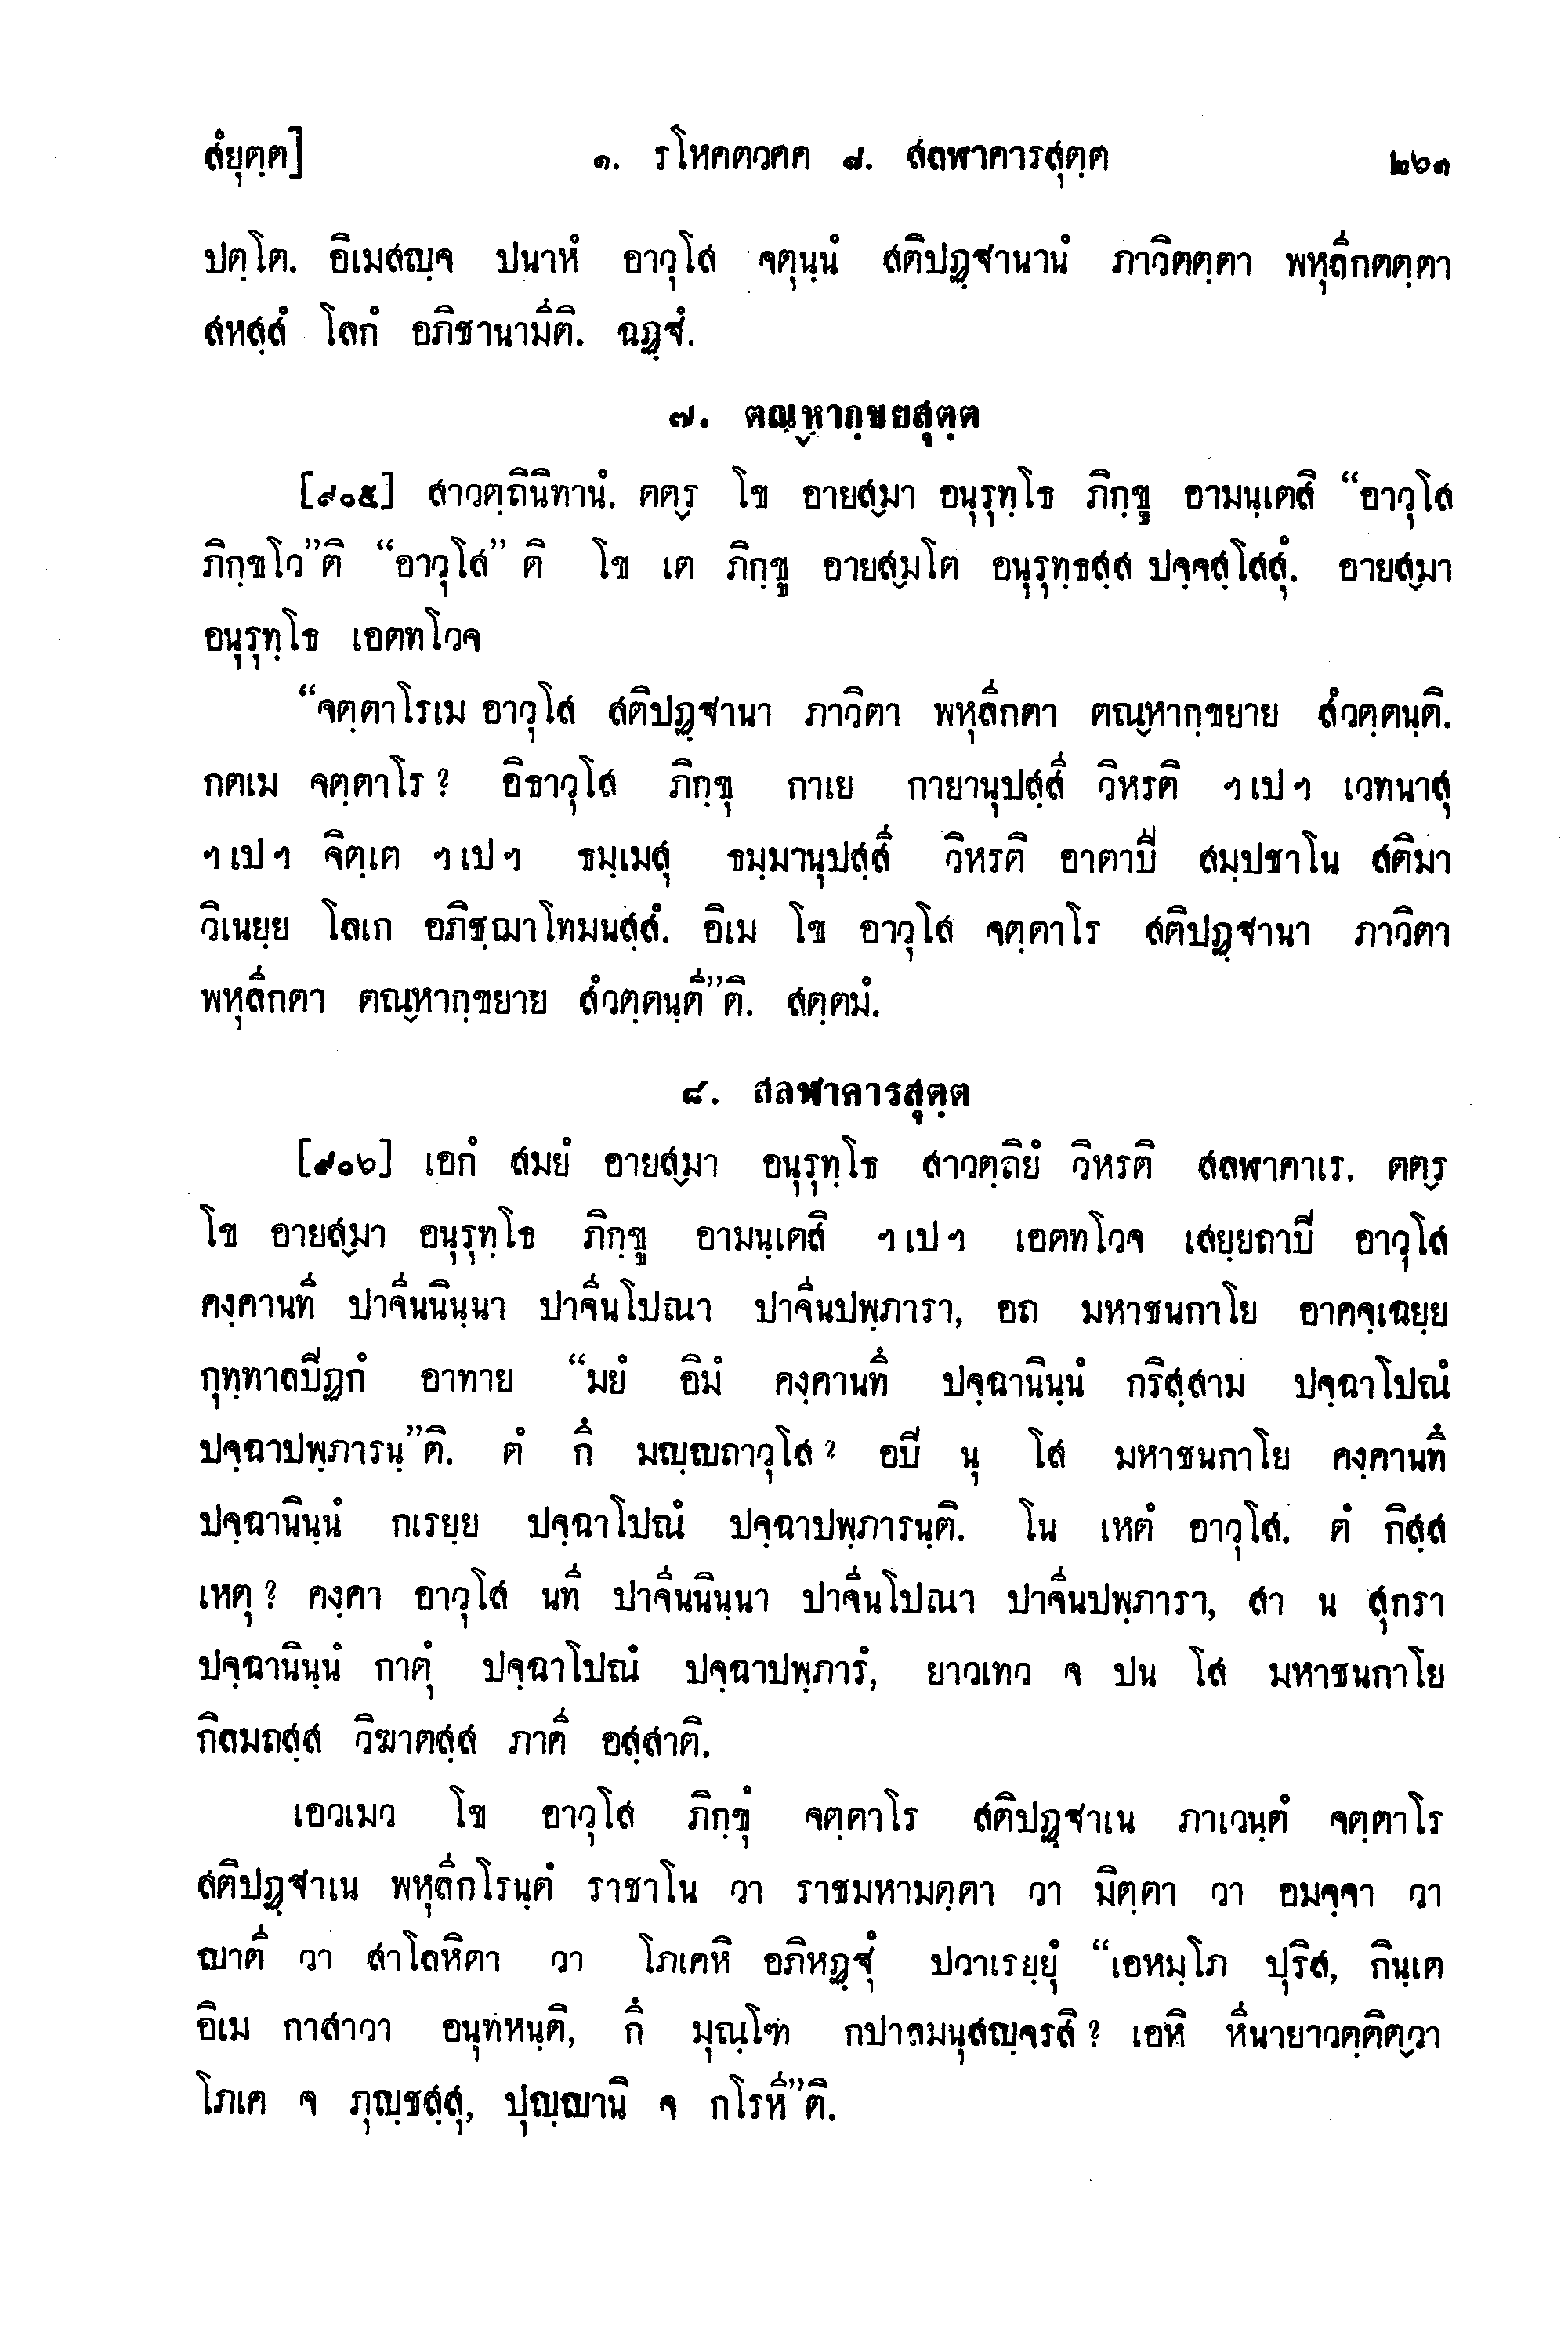 สํยุตฺต]
๑. รโหคตวคค ๘. สลฬาคารสุตฺต
๒๖๑
ปตฺโต. อิเมสญฺจ ปนาหํ อาวุโส จตุนฺนํ สติปฏฺฐานานํ ภาวิตตฺตา พหุลีกตตฺตา
สหสฺสํ โลกํ อภิชานามีติ. ฉฏฺฐํ.
๗. ตณฺหากฺขยสุตฺต
[๙๐๕] สาวตฺถินิทานํ. ตตฺร โข อายสฺมา อนุรุทฺโธ ภิกฺขู อามนฺเตสิ “อาวุโส
ภิกฺขโว”ติ “อาวุโส” ติ โข เต ภิกฺขู อายสฺมโต อนุรุทฺธสฺส ปจฺจสฺโสสุํ. อายสฺมา
อนุรุทฺโธ เอตทโวจ
“จตฺตาโรเม อาวุโส สติปฏฺฐานา ภาวิตา พหุลีกตา ตณฺหากฺขยาย สํวตฺตนฺติ.
กตเม จตฺตาโร? อิธาวุโส ภิกฺขุ กาเย กายานุปสฺสี วิหรติ ฯเปฯ เวทนาสุ
ฯเปฯ จิตฺเต ฯเปฯ ธมฺเมสุ ธมฺมานุปสฺสี วิหรติ อาตาปี สมฺปชาโน สติมา
วิเนยฺย โลเก อภิชฺฌาโทมนสฺสํ. อิเม โข อาวุโส จตฺตาโร สติปฏฺฐานา ภาวิตา
พหุลีกตา ตณฺหากฺขยาย สํวตฺตนฺตี”ติ. สตฺตมํ.
๘. สลฬาคารสุตฺต
[๙๐๖] เอกํ สมยํ อายสฺมา อนุรุทฺโธ สาวตฺถิยํ วิหรติ สลฬาคาเร. ตตฺร
โข อายสฺมา อนุรุทฺโธ ภิกฺขู อามนฺเตสิ ฯเปฯ เอตทโวจ เสยฺยถาปิ อาวุโส
คงฺคานที ปาจีนนินฺนา ปาจีนโปณา ปาจีนปพฺภารา, อถ มหาชนกาโย อาคจฺเฉยฺย
กุทฺทาลปิฏกํ อาทาย “มยํ อิมํ คงฺคานทึ ปจฺฉานินฺนํ กริสฺสาม ปจฺฉาโปณํ
ปจฺฉาปพฺภารนฺ”ติ. ตํ กึ มญฺญถาวุโส? อปิ นุ โส มหาชนกาโย คงฺคานทึ
ปจฺฉานินฺนํ กเรยฺย ปจฺฉาโปณํ ปจฺฉาปพฺภารนฺติ. โน เหตํ อาวุโส. ตํ กิสฺส
เหตุ? คงฺคา อาวุโส นที ปาจีนนินฺนา ปาจีนโปณา ปาจีนปพฺภารา, สา น สุกรา
ปจฺฉานินฺนํ กาตุํ ปจฺฉาโปณํ ปจฺฉาปพฺภารํ, ยาวเทว จ ปน โส มหาชนกาโย
กิลมถสฺส วิฆาตสฺส ภาคี อสฺสาติ.
เอวเมว โข อาวุโส ภิกฺขุํ จตฺตาโร สติปฏฺฐาเน ภาเวนฺตํ จตฺตาโร
สติปฏฺฐาเน พหุลีกโรนฺตํ ราชาโน วา ราชมหามตฺตา วา มิตฺตา วา อมจฺจา วา
ญาตี วา สาโลหิตา วา โภเคหิ อภิหฏฺฐุํ ปวาเรยฺยุํ “เอหมฺโภ ปุริส, กินฺเต
อิเม กาสาวา อนุทหนฺติ, กึ มุณฺโฑ กปาลมนุสญฺจรสิ? เอหิ หีนายาวตฺติตฺวา
โภเค จ ภุญฺชสฺสุ, ปุญฺญานิ จ กโรหี”ติ.